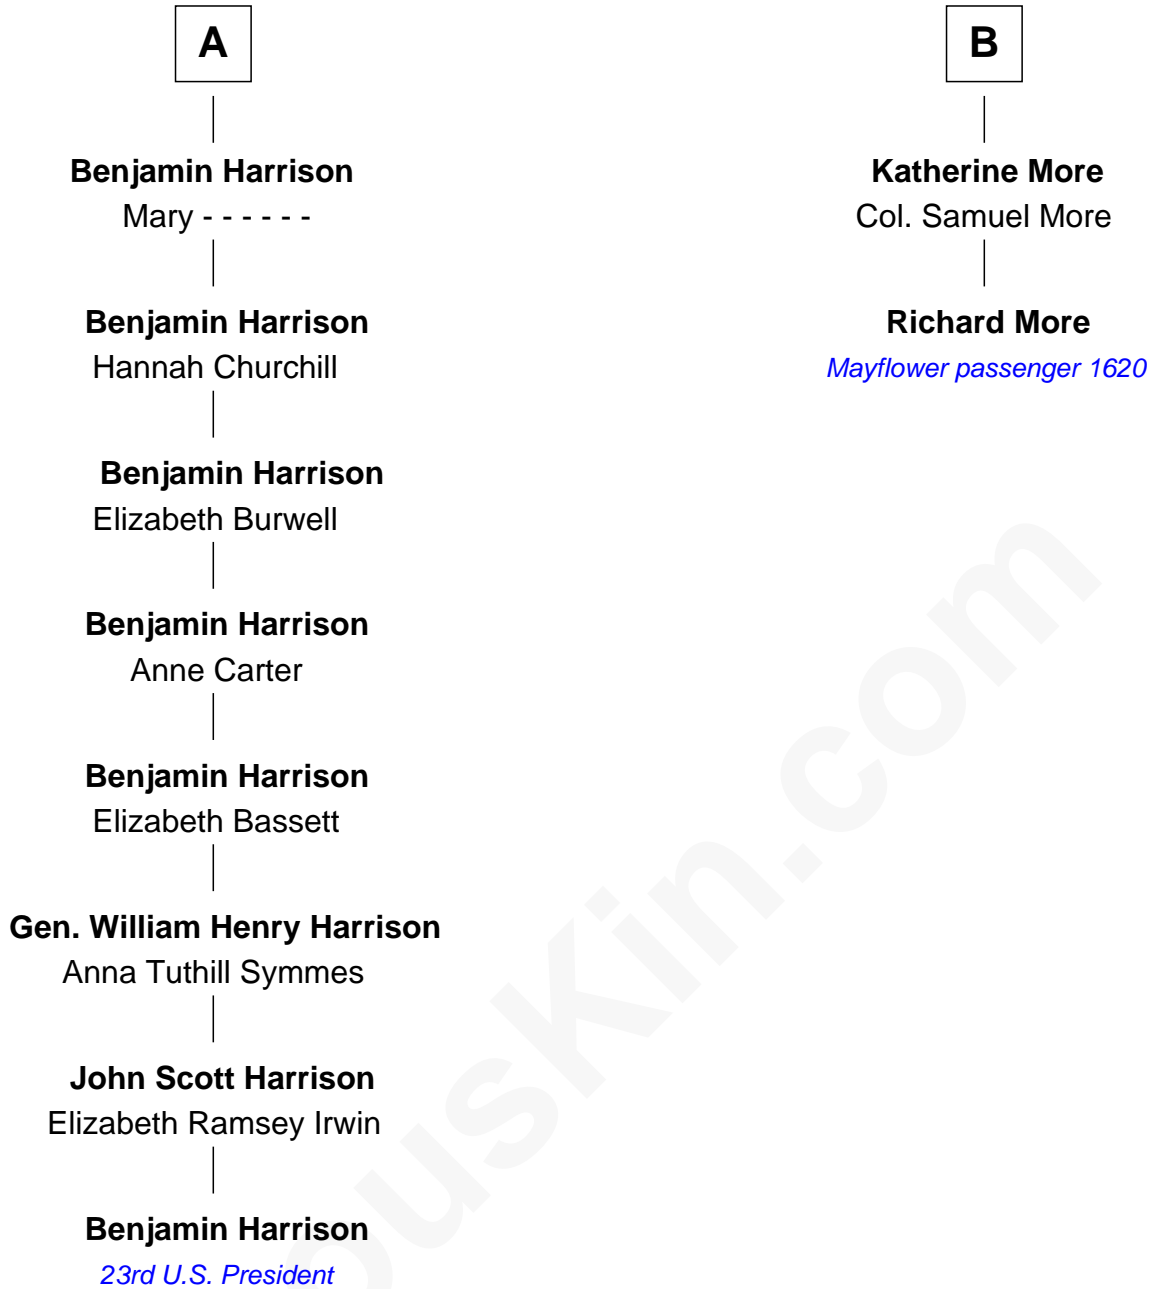 A
Benjamin Harrison
Mary - - - - - -
Benjamin Harrison
Hannah Churchill
Benjamin Harrison
Elizabeth Burwell
Benjamin Harrison
Anne Carter
Benjamin Harrison
Elizabeth Bassett
Gen. William Henry Harrison
Anna Tuthill Symmes
John Scott Harrison
Elizabeth Ramsey Irwin
Benjamin Harrison
23rd U.S. President
B
Katherine More
Col. Samuel More
Richard More
Mayflower passenger 1620
ousKin.com